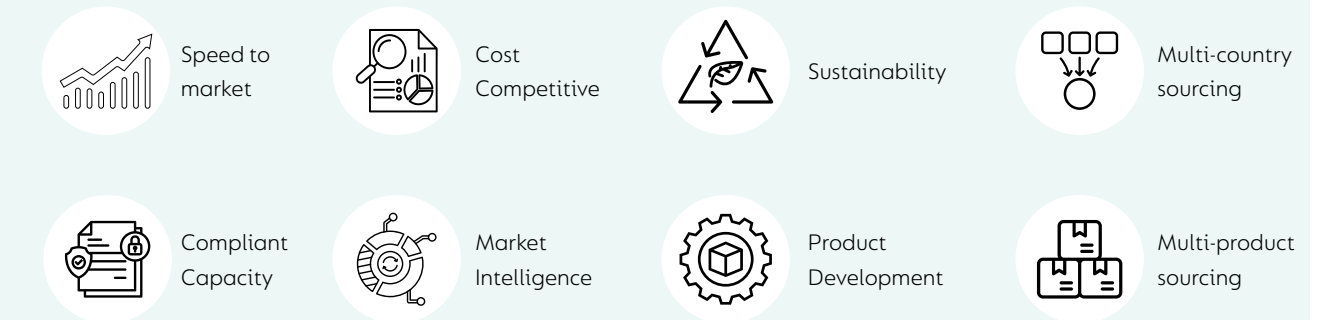 Speed to
market
Cost
Competitive
Sustainability
Multi-country
sourcing
Compliant
Capacity
Market
Intelligence
Product
Development
Multi-product
sourcing